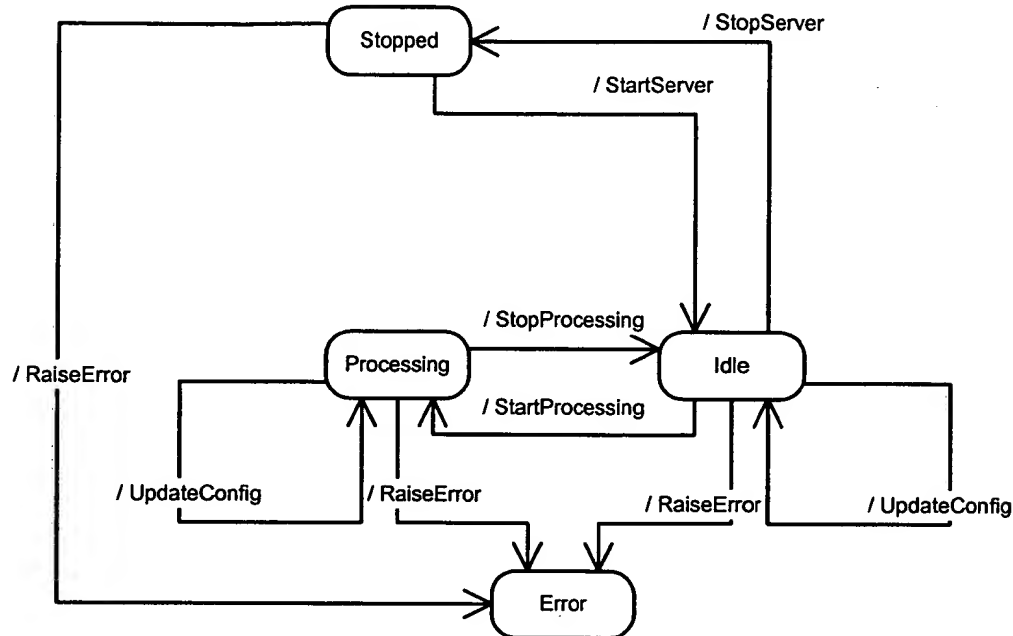 / StopServer
Stopped
/ StartServer
/ StopProcessing
Processing
Idle
/ RaiseError
/ StartProcessing
/ UpdateConfig
/ RaiseError
/ RaiseError
/ UpdateConfig
Error